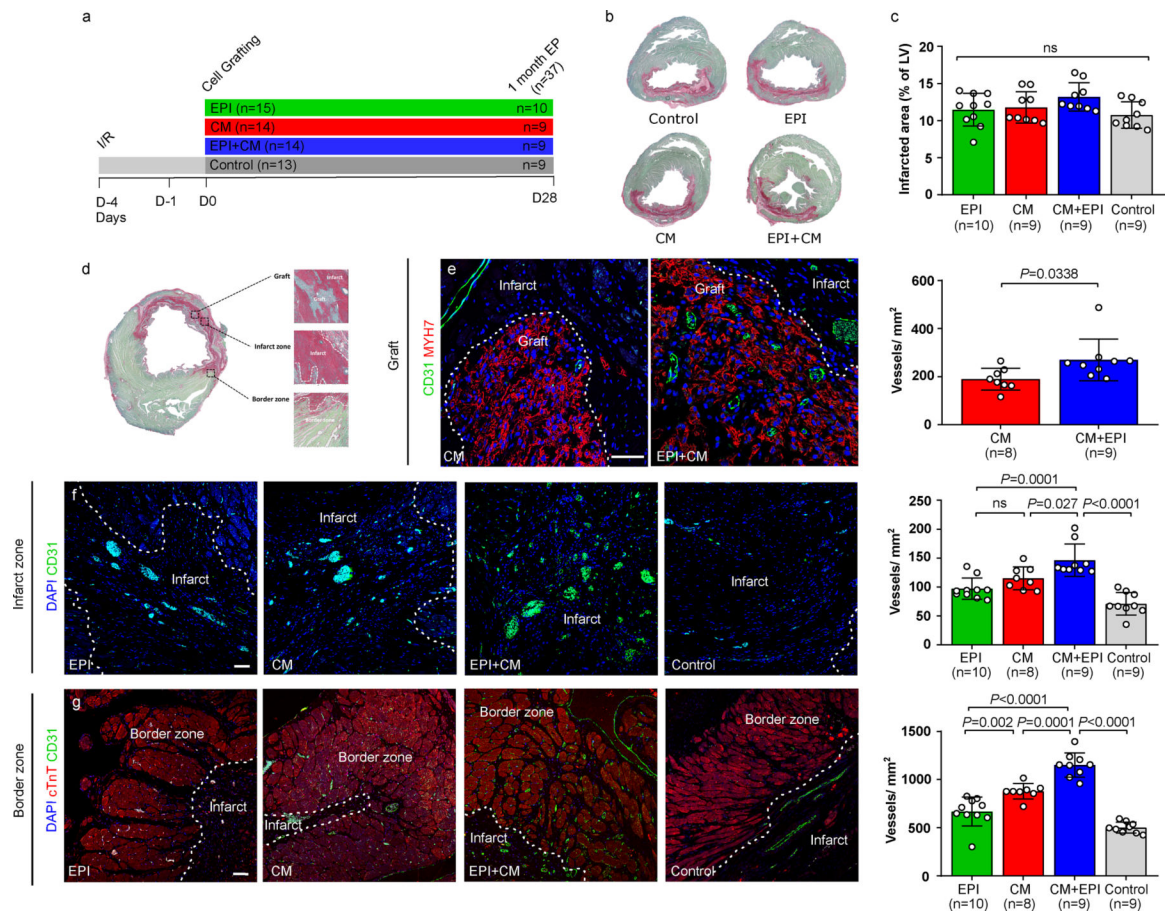 a
Cell Grafting
1 month EP
(n=37)
I/R
EPI (n=15) n=10
CM (n=14) n=9
EPI+CM (n=14) n=9
Control (n=13) n=9
D-4 D-1 D0 D28
Days
b
Control EPI
CM EPI+CM
c
Infarcted area (% of LV)
20
15
10
5
0
ns
EPI CM CM+EPI Control
(n=10) (n=9) (n=9) (n=9)
d
Graft
Infarct
Graft
Infarct zone
Infarct
Border zone
Border zone
Graft
e
CD31 MYH7
Infarct
Graft
CM
Graft
Infarct
EPI+CM
Vessels/ mm²
600
400
200
0
P=0.0338
CM CM+EPI
(n=8) (n=9)
Infarct zone
f
DAPI CD31
Infarct
EPI
Infarct
CM
Infarct
EPI+CM
Infarct
Control
Vessels/ mm²
250
200
150
100
50
0
P=0.0001
ns P=0.027 P<0.0001
EPI CM CM+EPI Control
(n=10) (n=8) (n=9) (n=9)
Border zone
g
DAPI cTnT CD31
Border zone
Infarct
EPI
Border zone
Infarct
CM
Border zone
Infarct
EPI+CM
Border zone
Infarct
Control
Vessels/ mm²
1500
1000
500
0
P<0.0001
P=0.002 P=0.0001 P<0.0001
EPI CM CM+EPI Control
(n=10) (n=8) (n=9) (n=9)